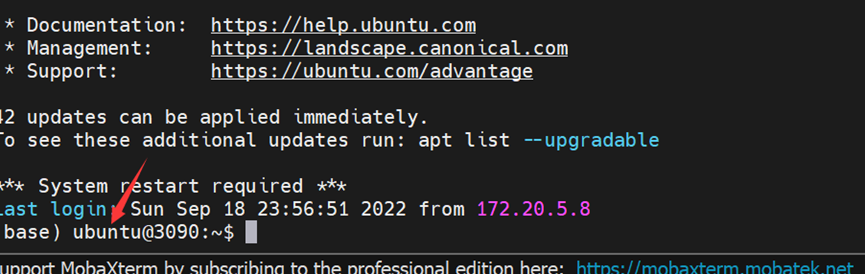 * Documentation:  https://help.ubuntu.com
* Management:     https://landscape.canonical.com
* Support:        https://ubuntu.com/advantage
42 updates can be applied immediately.
To see these additional updates run: apt list --upgradable
*** System restart required ***
Last login: Sun Sep 18 23:56:51 2022 from 172.20.5.8
base) ubuntu@3090:~$
upport MobaXterm by subscribing to the professional edition here:  https://mobaxterm.mobatek.net